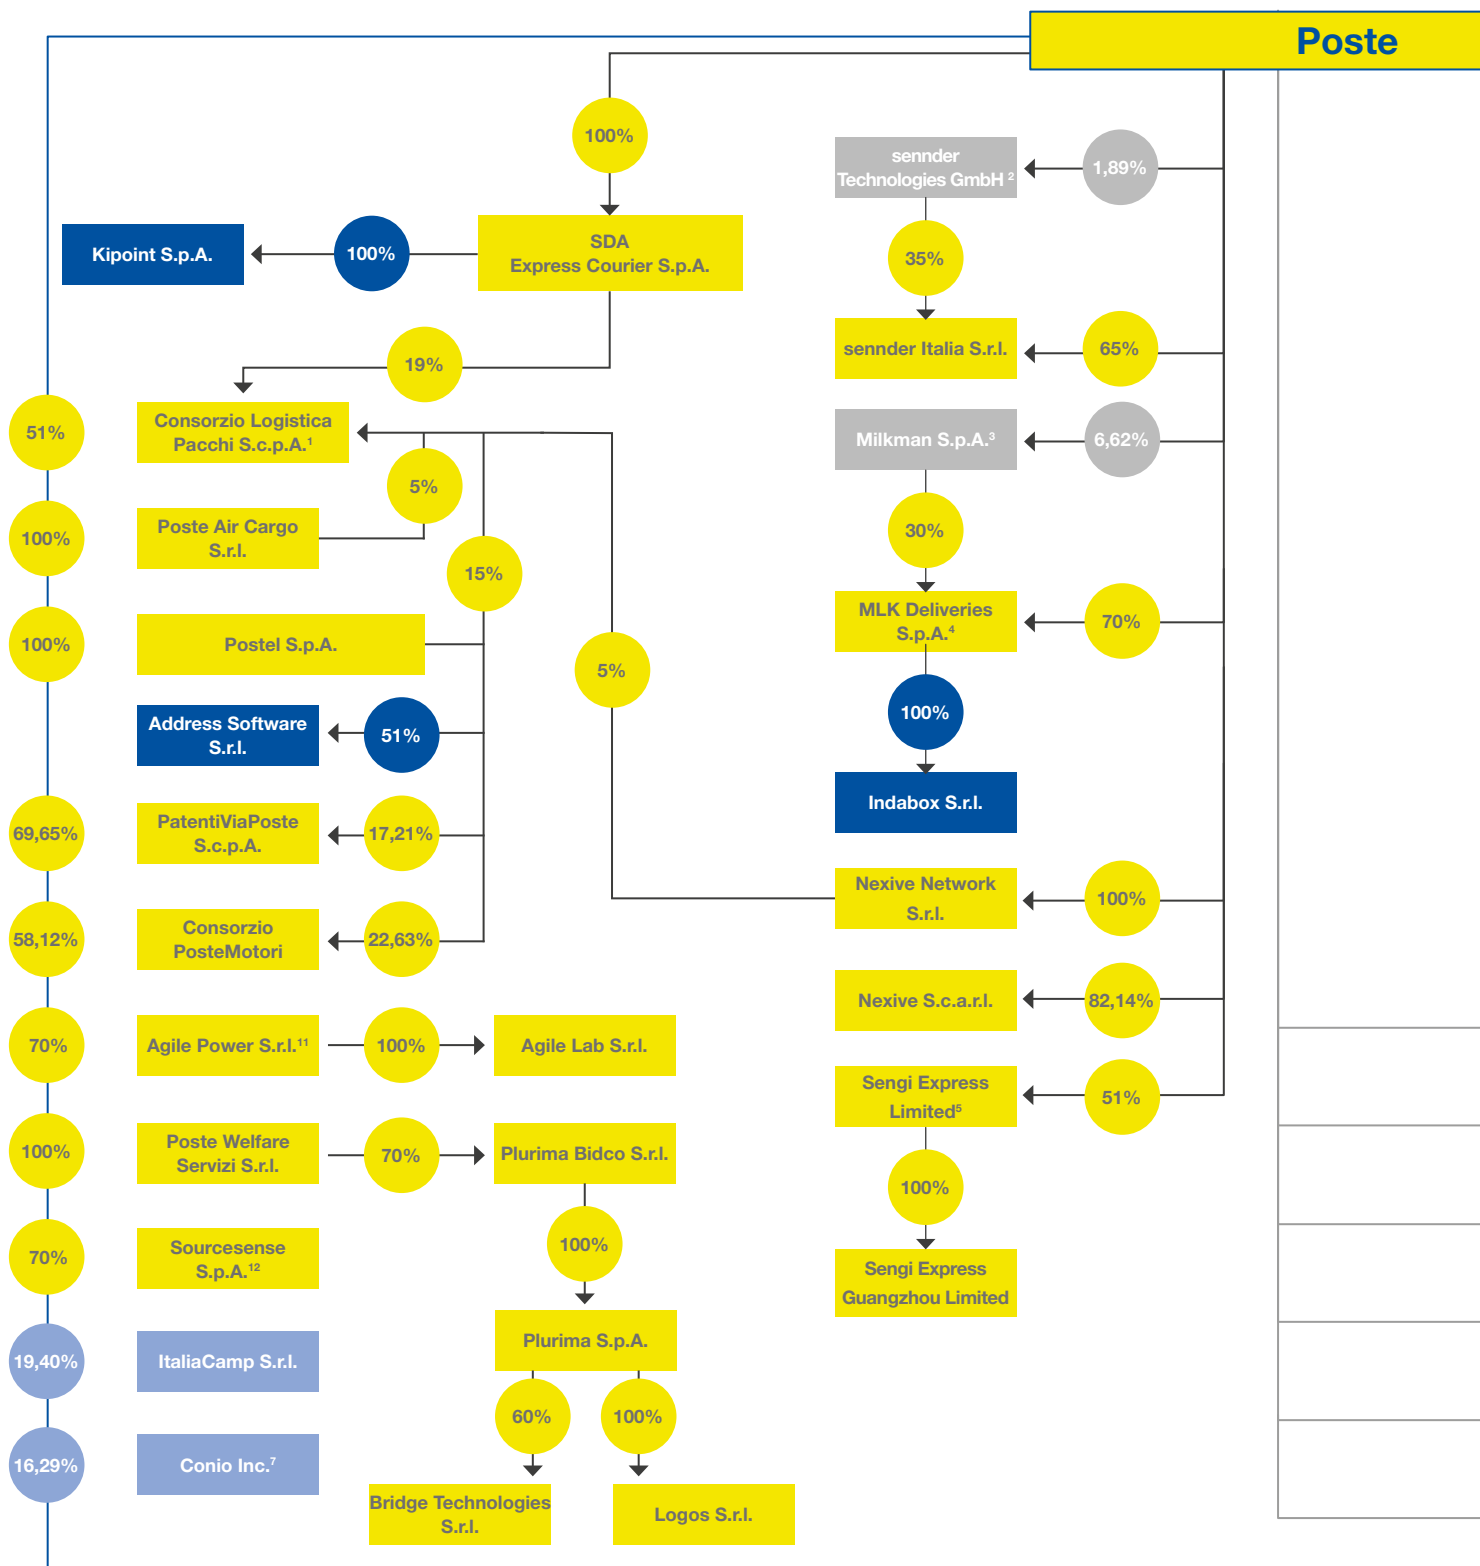 Poste
100%
sennder
Technologies GmbH ²
1,89%
Kipoint S.p.A.
100%
SDA
Express Courier S.p.A.
35%
19%
sennder Italia S.r.l.
65%
51%
Consorzio Logistica
Pacchi S.c.p.A.¹
Milkman S.p.A.³
6,62%
5%
100%
Poste Air Cargo
S.r.l.
30%
15%
MLK Deliveries
S.p.A.⁴
70%
100%
Postel S.p.A.
5%
Address Software
S.r.l.
51%
100%
Indabox S.r.l.
69,65%
PatentiViaPoste
S.c.p.A.
17,21%
Nexive Network
S.r.l.
100%
58,12%
Consorzio
PosteMotori
22,63%
Nexive S.c.a.r.l.
82,14%
70%
Agile Power S.r.l.¹¹
100%
Agile Lab S.r.l.
Sengi Express
Limited⁵
51%
100%
Poste Welfare
Servizi S.r.l.
70%
Plurima Bidco S.r.l.
100%
70%
Sourcesense
S.p.A.¹²
100%
Sengi Express
Guangzhou Limited
19,40%
ItaliaCamp S.r.l.
Plurima S.p.A.
60%
100%
16,29%
Conio Inc.⁷
Bridge Technologies
S.r.l.
Logos S.r.l.